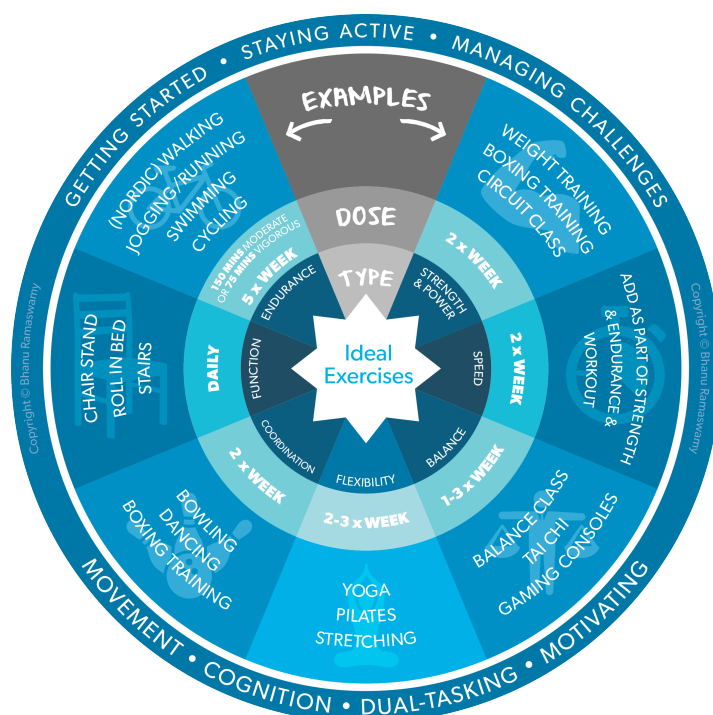 GETTING STARTED • STAYING ACTIVE • MANAGING CHALLENGES
EXAMPLES
DOSE
TYPE
Ideal
Exercises
WEIGHT TRAINING
BOXING TRAINING
CIRCUIT CLASS
2 x WEEK
STRENGTH
& POWER
ADD AS PART OF STRENGTH
& ENDURANCE &
WORKOUT
2 x WEEK
SPEED
BALANCE CLASS
TAI CHI
GAMING CONSOLES
1-3 x WEEK
BALANCE
FLEXIBILITY
2-3 x WEEK
YOGA
PILATES
STRETCHING
COORDINATION
2 x WEEK
BOWLING
DANCING
BOXING TRAINING
FUNCTION
DAILY
CHAIR STAND
ROLL IN BED
STAIRS
(NORDIC) WALKING
JOGGING/RUNNING
SWIMMING
CYCLING
150 MINS MODERATE
OR 75 MINS VIGOROUS
5 x WEEK
ENDURANCE
MOVEMENT • COGNITION • DUAL-TASKING • MOTIVATING
Copyright © Bhanu Ramaswamy
Copyright © Bhanu Ramaswamy